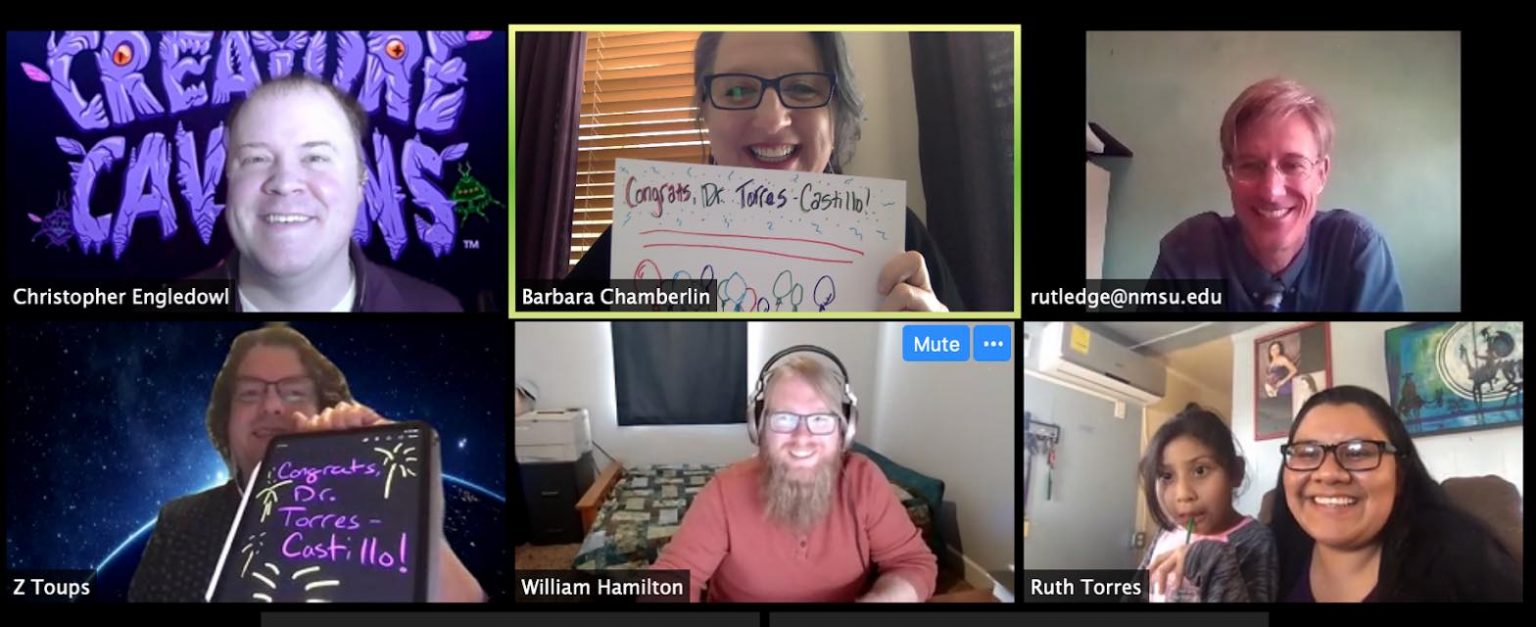 CREATURE
CAVERNS
TM
Christopher Engledowl
Congrats, Dr. Torres-Castillo!
Barbara Chamberlin
rutledge@nmsu.edu
Congrats,
Dr.
Torres-
Castillo!
Z Toups
Mute
William Hamilton
Ruth Torres